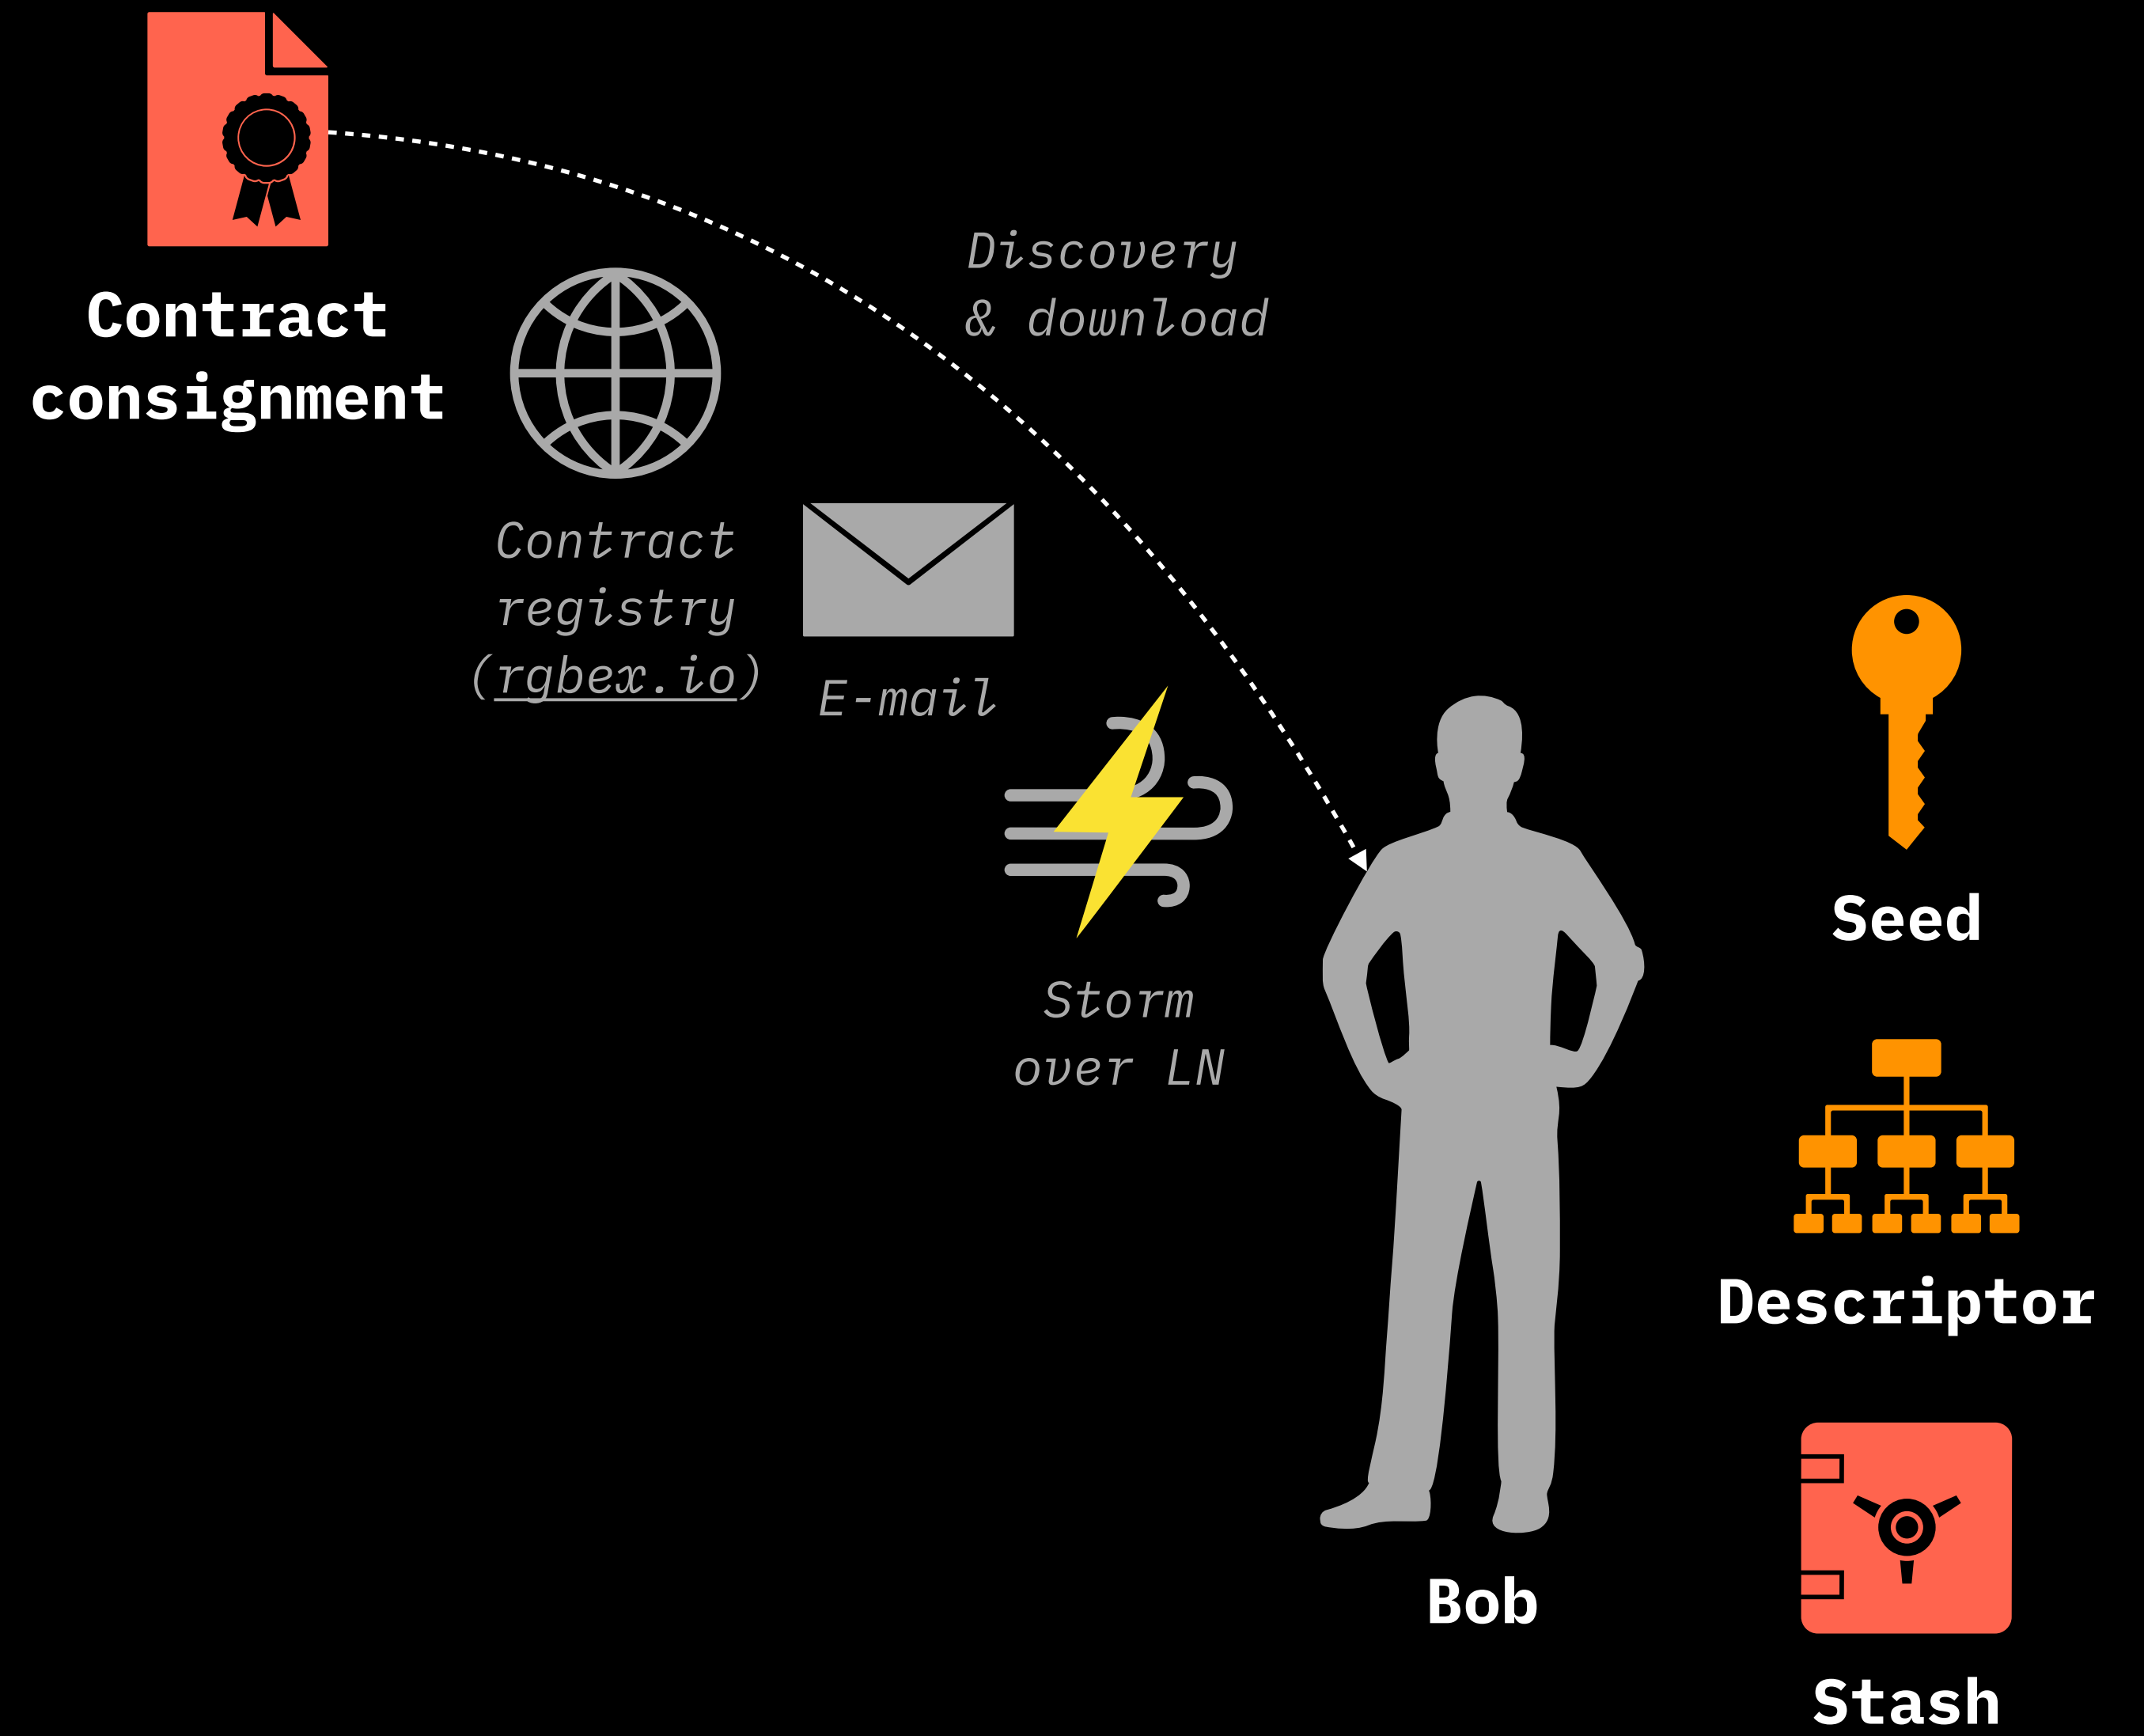 Contract
consignment
Discovery
& download
Contract
registry
(rgbex.io)
E-mail
Storm
over LN
Bob
Seed
Descriptor
Stash